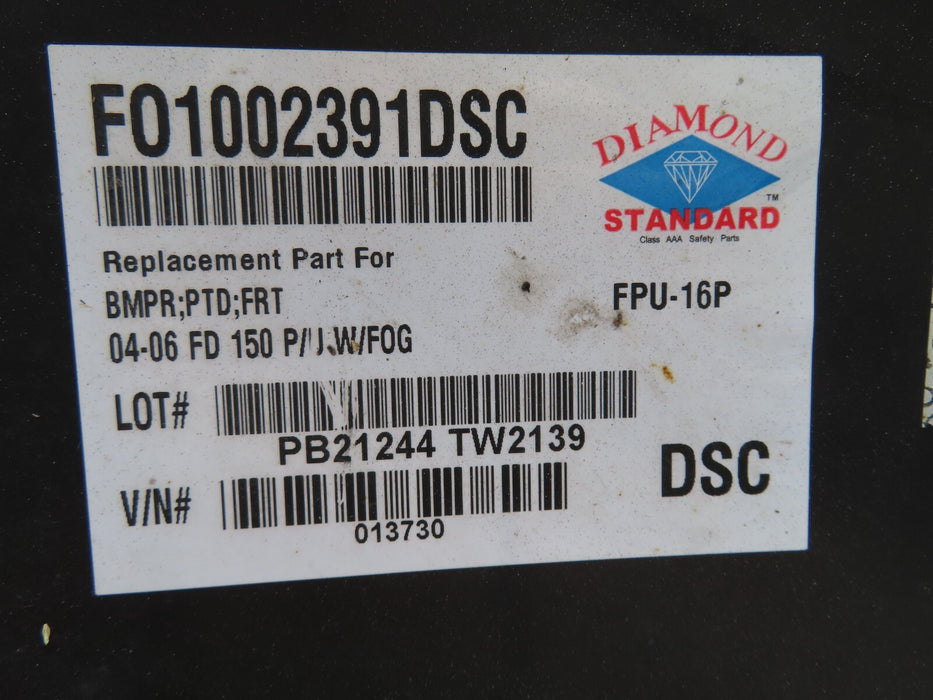 FO1002391DSC
DIAMOND
STANDARD
TM
Class AAA Safety Parts
Replacement Part For
BMPR;PTD;FRT
FPU-16P
04-06 FD 150 P/U.W/FOG
LOT#
PB21244 TW2139
DSC
V/N#
013730